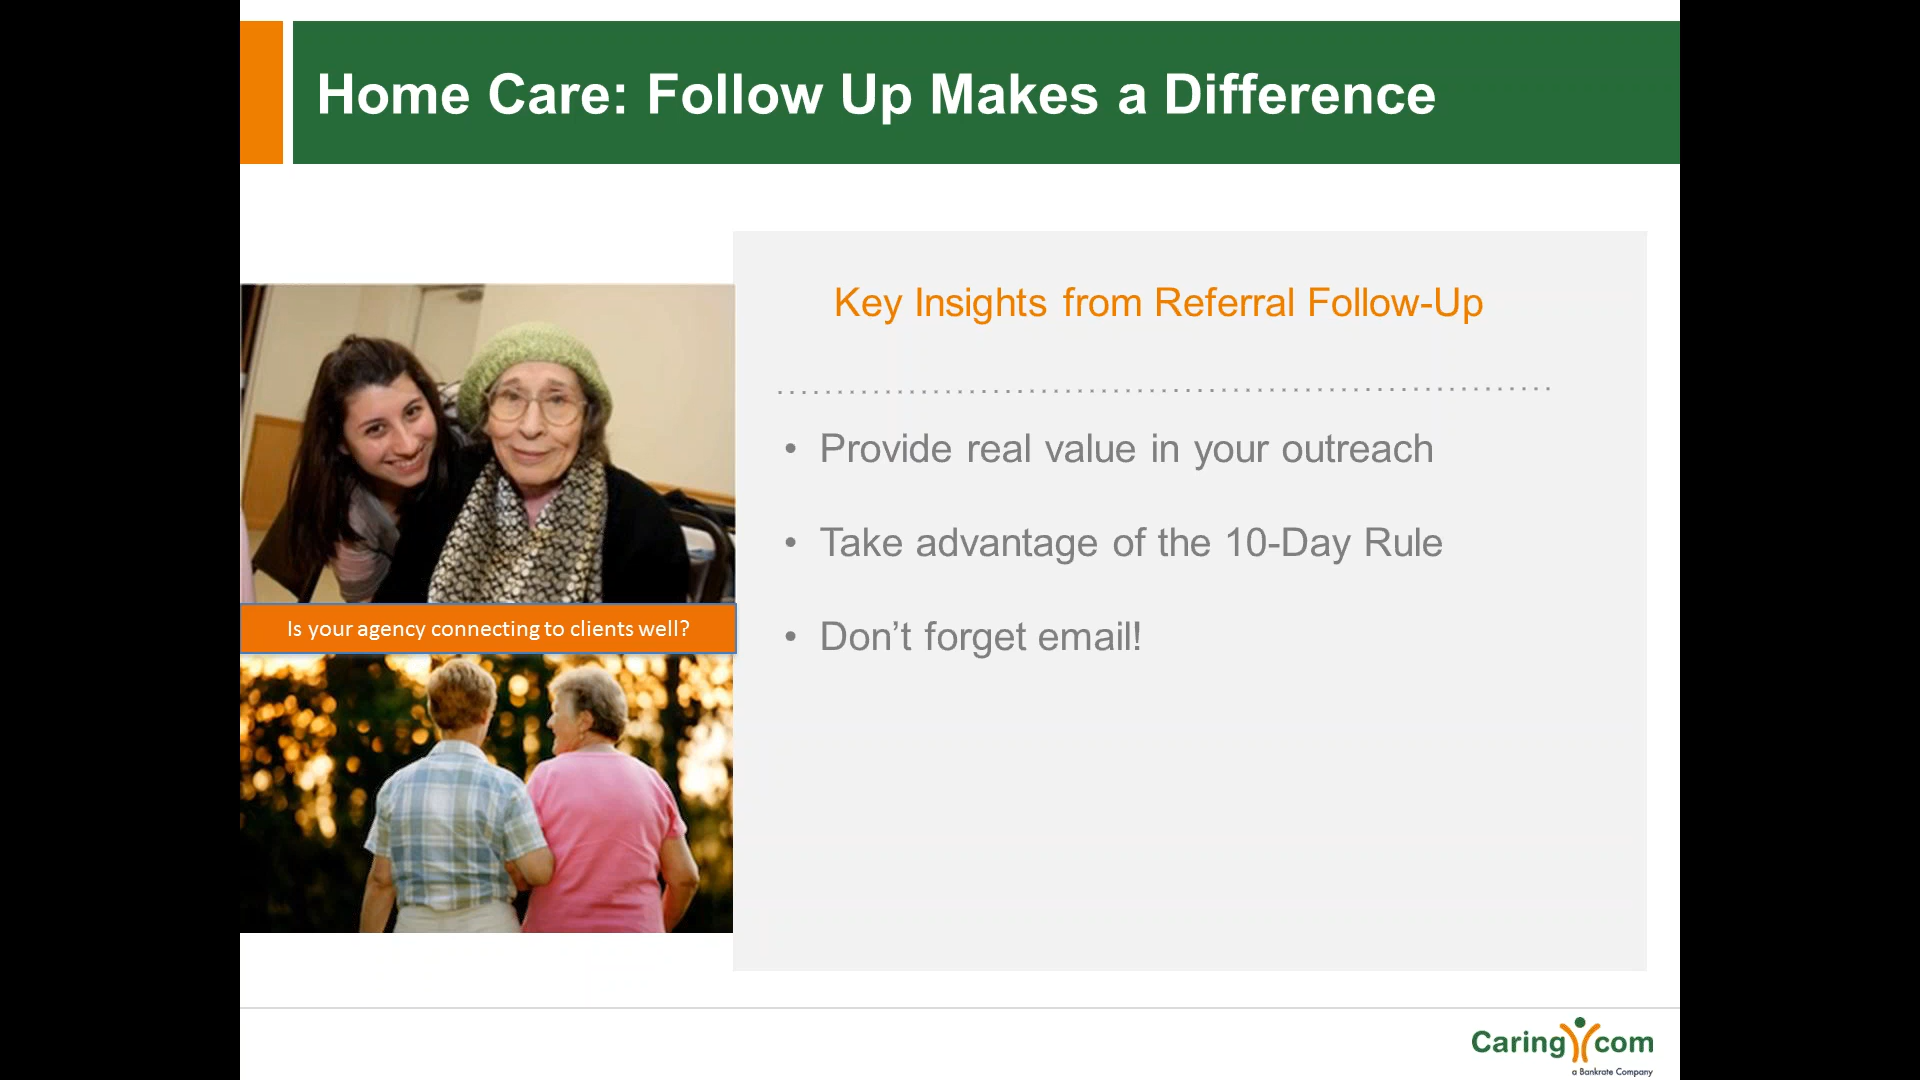 Home Care: Follow Up Makes a Difference
Key Insights from Referral Follow-Up
• Provide real value in your outreach
• Take advantage of the 10-Day Rule
• Don’t forget email!
Is your agency connecting to clients well?
Caring com
a Bankrate Company